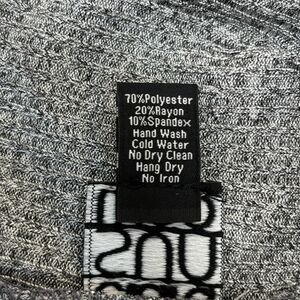 70%Polyester
20%Rayon
10%Spandex
Hand Wash
Cold Water
No Dry Clean
Hang Dry
No Iron